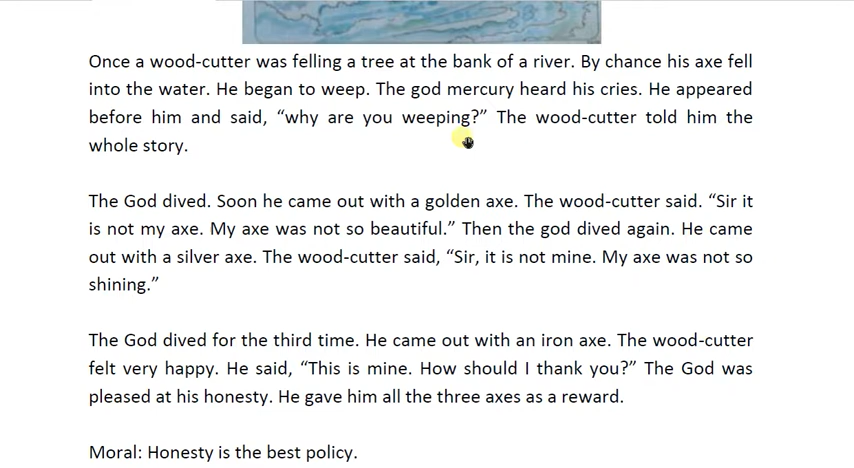 Once a wood-cutter was felling a tree at the bank of a river. By chance his axe fell
into the water. He began to weep. The god mercury heard his cries. He appeared
before him and said, “why are you weeping?” The wood-cutter told him the
whole story.
The God dived. Soon he came out with a golden axe. The wood-cutter said. “Sir it
is not my axe. My axe was not so beautiful.” Then the god dived again. He came
out with a silver axe. The wood-cutter said, “Sir, it is not mine. My axe was not so
shining.”
The God dived for the third time. He came out with an iron axe. The wood-cutter
felt very happy. He said, “This is mine. How should I thank you?” The God was
pleased at his honesty. He gave him all the three axes as a reward.
Moral: Honesty is the best policy.